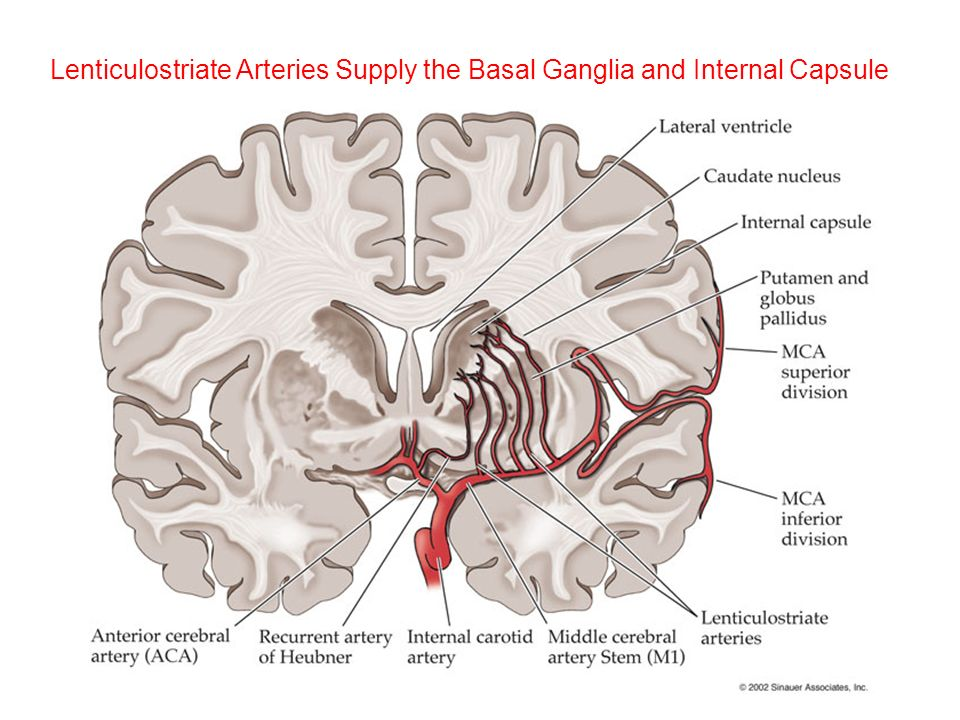 Lenticulostriate Arteries Supply the Basal Ganglia and Internal Capsule
Lateral ventricle
Caudate nucleus
Internal capsule
Putamen and
globus
pallidus
MCA
superior
division
MCA
inferior
division
Lenticulostriate
arteries
Anterior cerebral
artery (ACA)
Recurrent artery
of Heubner
Internal carotid
artery
Middle cerebral
artery Stem (M1)
© 2002 Sinauer Associates, Inc.